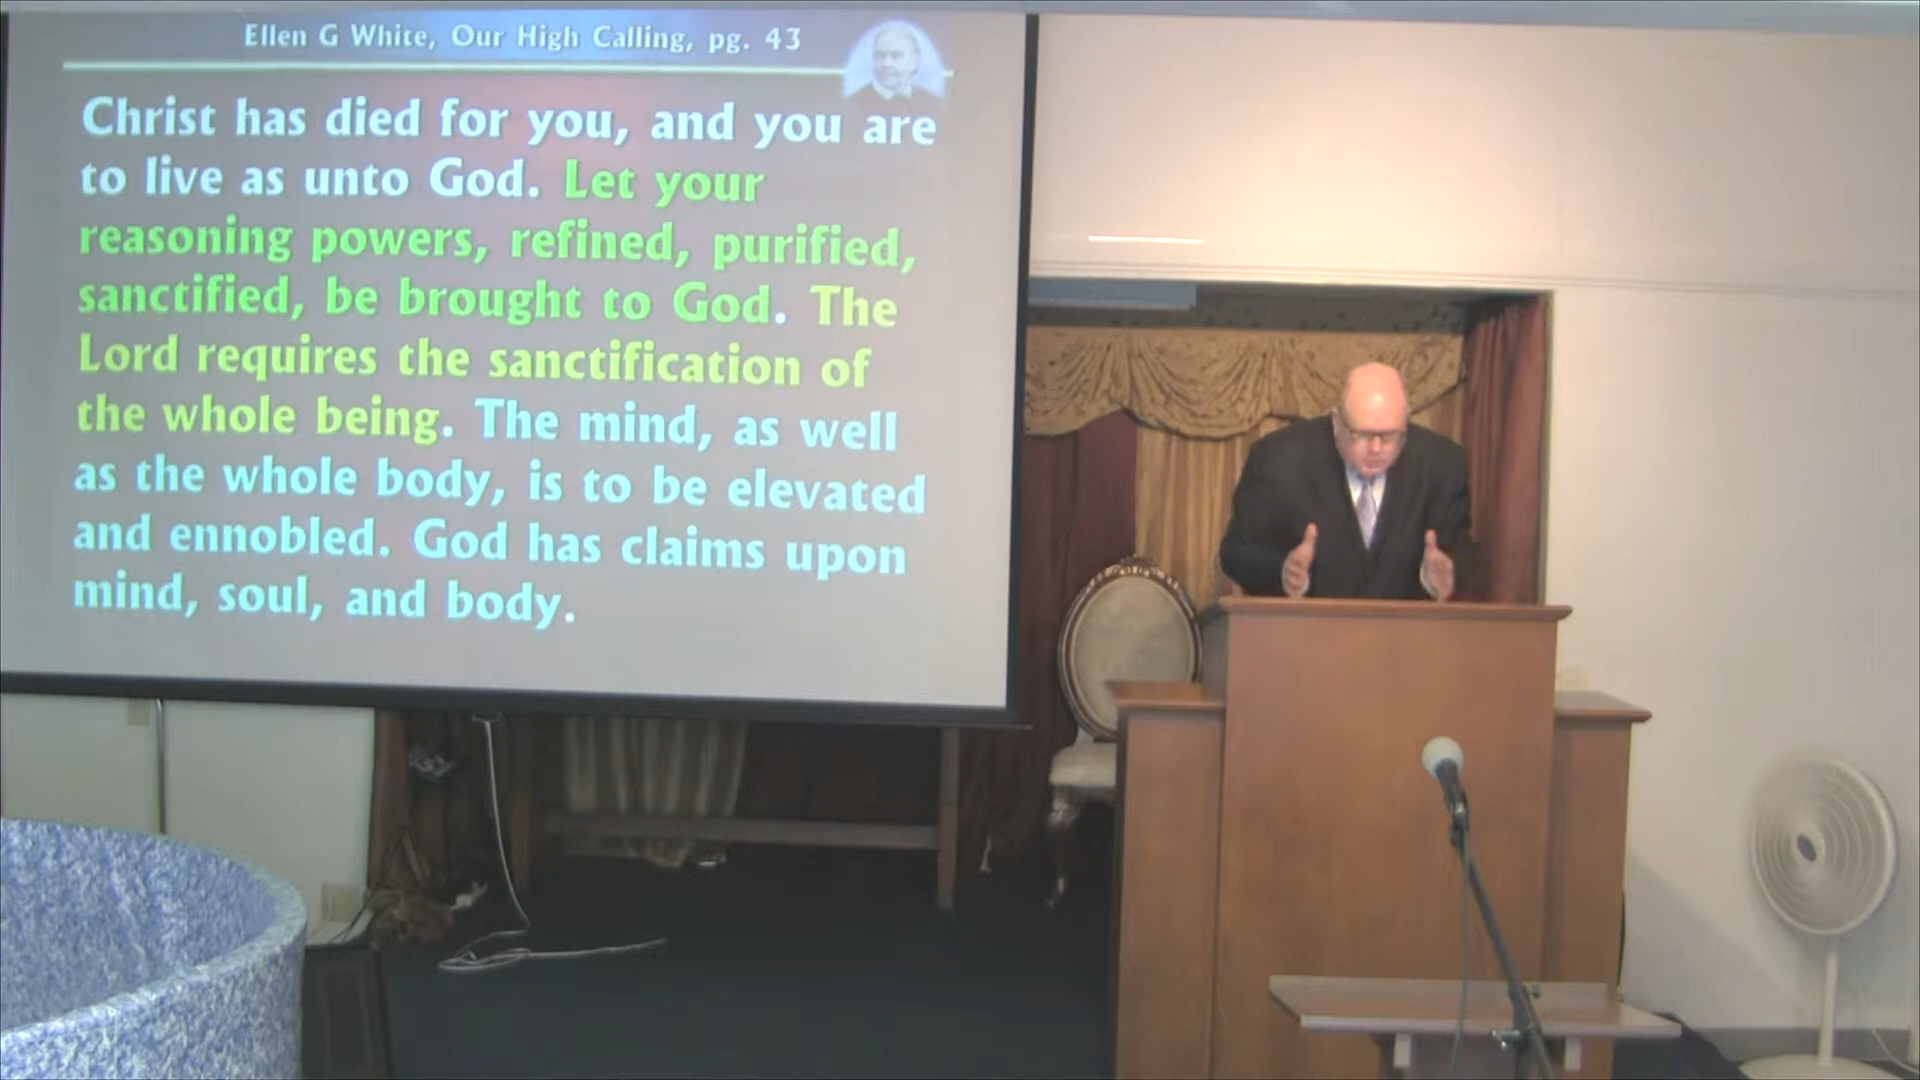 Ellen G White, Our High Calling, pg. 43
Christ has died for you, and you are
to live as unto God. Let your
reasoning powers, refined, purified,
sanctified, be brought to God. The
Lord requires the sanctification of
the whole being. The mind, as well
as the whole body, is to be elevated
and ennobled. God has claims upon
mind, soul, and body.